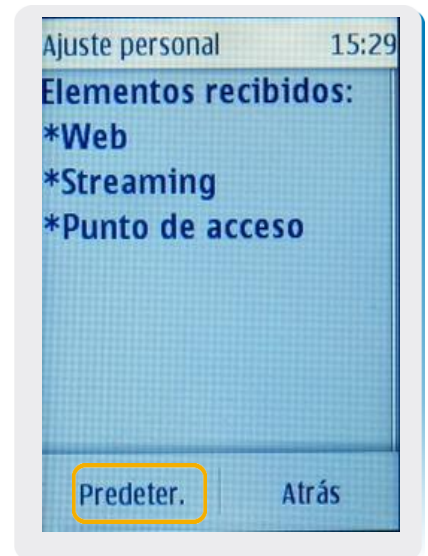 Ajuste personal 15:29
Elementos recibidos:
*Web
*Streaming
*Punto de acceso
Predeter. Atrás